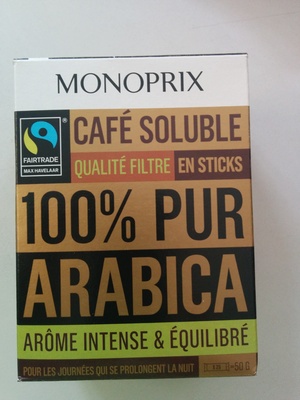 MONOPRIX
FAIRTRADE
MAX HAVELAAR
CAFÉ SOLUBLE
QUALITÉ FILTRE EN STICKS
100% PUR
ARABICA
ARÔME INTENSE & ÉQUILIBRÉ
POUR LES JOURNÉES QUI SE PROLONGENT LA NUIT
=50G